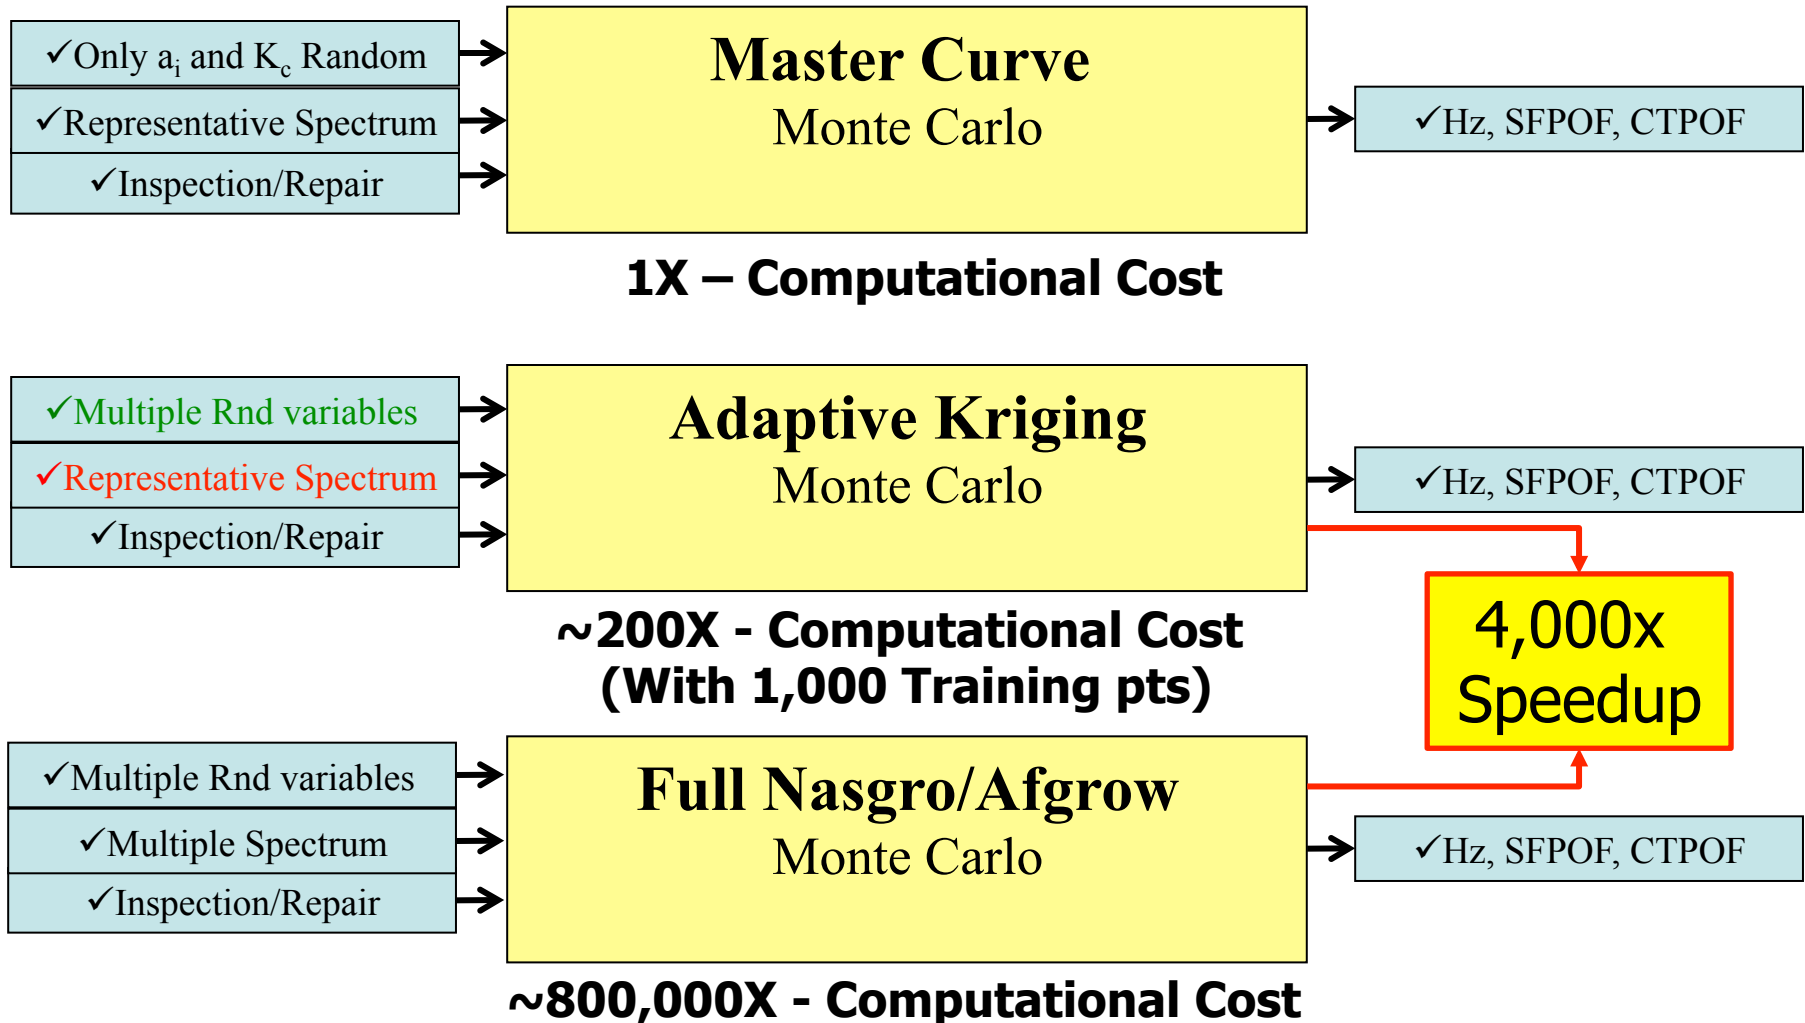 ✓Only aᵢ and K꜀ Random
✓Representative Spectrum
✓Inspection/Repair
Master Curve
Monte Carlo
✓Hz, SFPOF, CTPOF
1X – Computational Cost
✓Multiple Rnd variables
✓Representative Spectrum
✓Inspection/Repair
Adaptive Kriging
Monte Carlo
✓Hz, SFPOF, CTPOF
~200X - Computational Cost
(With 1,000 Training pts)
4,000x
Speedup
✓Multiple Rnd variables
✓Multiple Spectrum
✓Inspection/Repair
Full Nasgro/Afgrow
Monte Carlo
✓Hz, SFPOF, CTPOF
~800,000X - Computational Cost